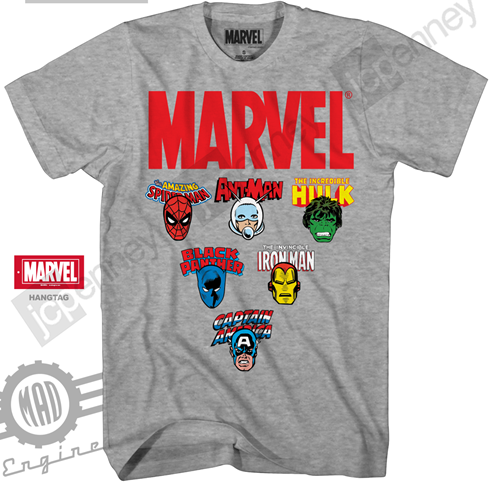 MARVEL
MARVEL®
THE AMAZING
SPIDER-MAN
ANT-MAN
THE INCREDIBLE
HULK
BLACK
PANTHER
THE INVINCIBLE
IRON MAN
CAPTAIN
AMERICA
A
MARVEL
HANGTAG
MAD
Engine
jcpenney
jcpenney